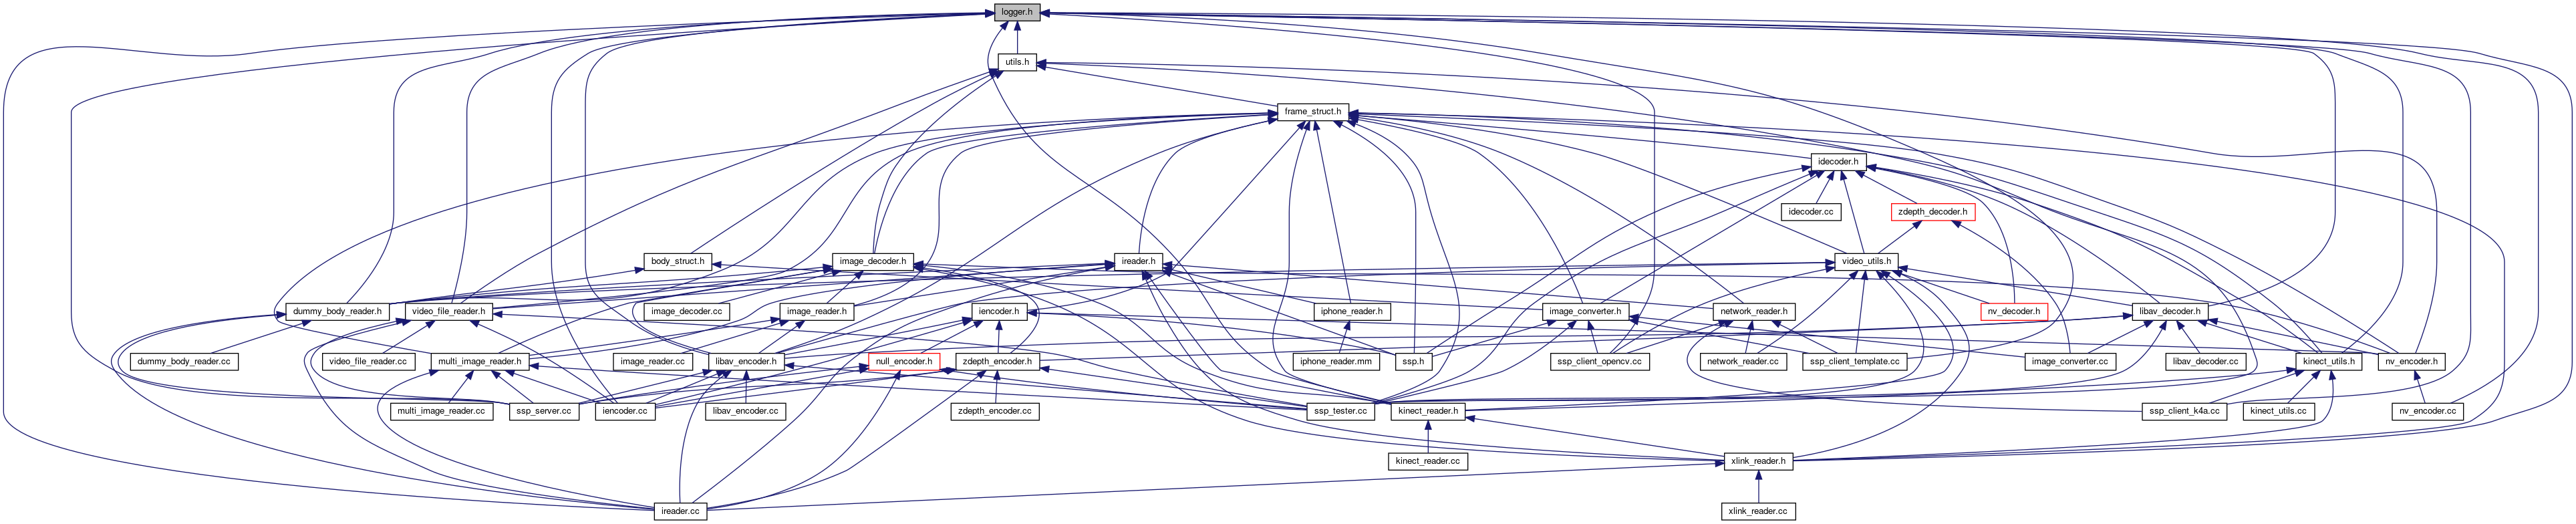 logger.h
utils.h
frame_struct.h
idecoder.h
idecoder.cc
zdepth_decoder.h
body_struct.h
image_decoder.h
ireader.h
video_utils.h
dummy_body_reader.h
video_file_reader.h
image_decoder.cc
image_reader.h
iencoder.h
iphone_reader.h
image_converter.h
network_reader.h
nv_decoder.h
libav_decoder.h
dummy_body_reader.cc
video_file_reader.cc
multi_image_reader.h
image_reader.cc
libav_encoder.h
null_encoder.h
zdepth_encoder.h
iphone_reader.mm
ssp.h
ssp_client_opencv.cc
network_reader.cc
ssp_client_template.cc
image_converter.cc
libav_decoder.cc
kinect_utils.h
nv_encoder.h
multi_image_reader.cc
ssp_server.cc
iencoder.cc
libav_encoder.cc
zdepth_encoder.cc
ssp_tester.cc
kinect_reader.h
ssp_client_k4a.cc
kinect_utils.cc
nv_encoder.cc
kinect_reader.cc
xlink_reader.h
ireader.cc
xlink_reader.cc